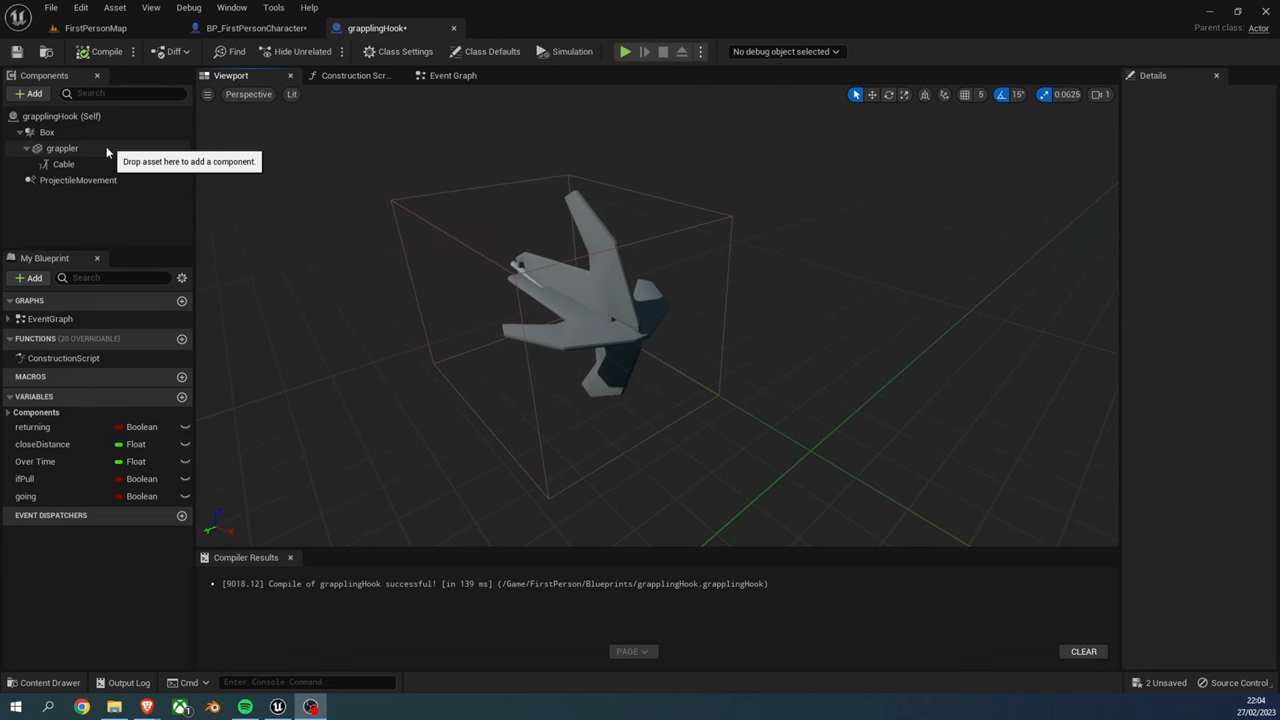 File Edit Asset View Debug Window Tools Help
Parent class: Actor
FirstPersonMap BP_FirstPersonCharacter* grapplingHook*
Compile Diff Find Hide Unrelated Class Settings Class Defaults Simulation No debug object selected
Components Viewport Construction Scr... Event Graph Details
Add Search Perspective Lit 5 15° 0.0625 1
grapplingHook (Self)
Box
grappler
Drop asset here to add a component.
Cable
ProjectileMovement
My Blueprint
Add Search
GRAPHS
EventGraph
FUNCTIONS (20 OVERRIDABLE)
ConstructionScript
MACROS
VARIABLES
Components
returning Boolean
closeDistance Float
Over Time Float
ifPull Boolean
going Boolean
EVENT DISPATCHERS
Compiler Results
[9018.12] Compile of grapplingHook successful! [in 139 ms] (/Game/FirstPerson/Blueprints/grapplingHook.grapplingHook)
PAGE CLEAR
Content Drawer Output Log Cmd Enter Console Command 2 Unsaved Source Control
22:04
27/02/2023